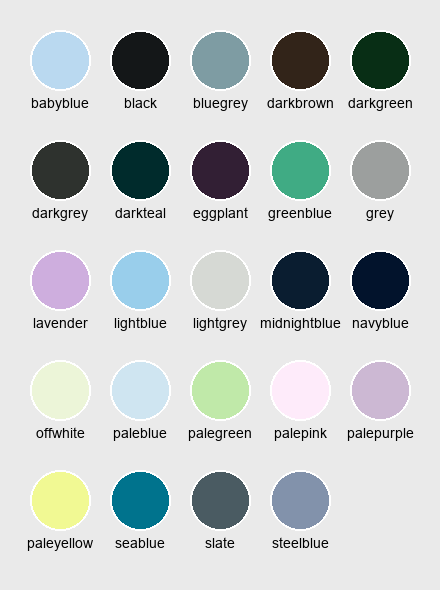 babyblue black bluegrey darkbrown darkgreen
darkgrey darkteal eggplant greenblue grey
lavender lightblue lightgrey midnightblue navyblue
offwhite paleblue palegreen palepink palepurple
paleyellow seablue slate steelblue